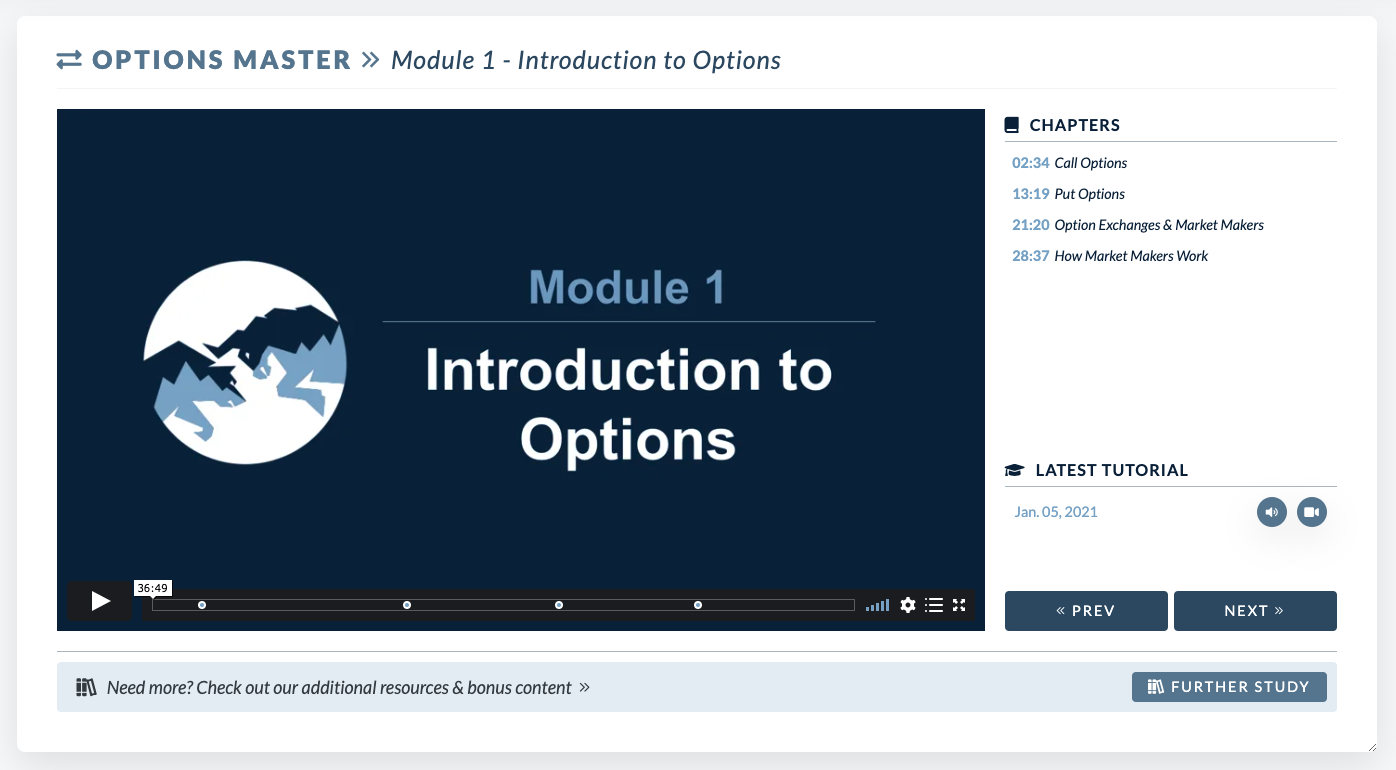 OPTIONS MASTER » Module 1 - Introduction to Options
Module 1
Introduction to
Options
36:49
CHAPTERS
02:34 Call Options
13:19 Put Options
21:20 Option Exchanges & Market Makers
28:37 How Market Makers Work
LATEST TUTORIAL
Jan. 05, 2021
« PREV
NEXT »
Need more? Check out our additional resources & bonus content »
FURTHER STUDY